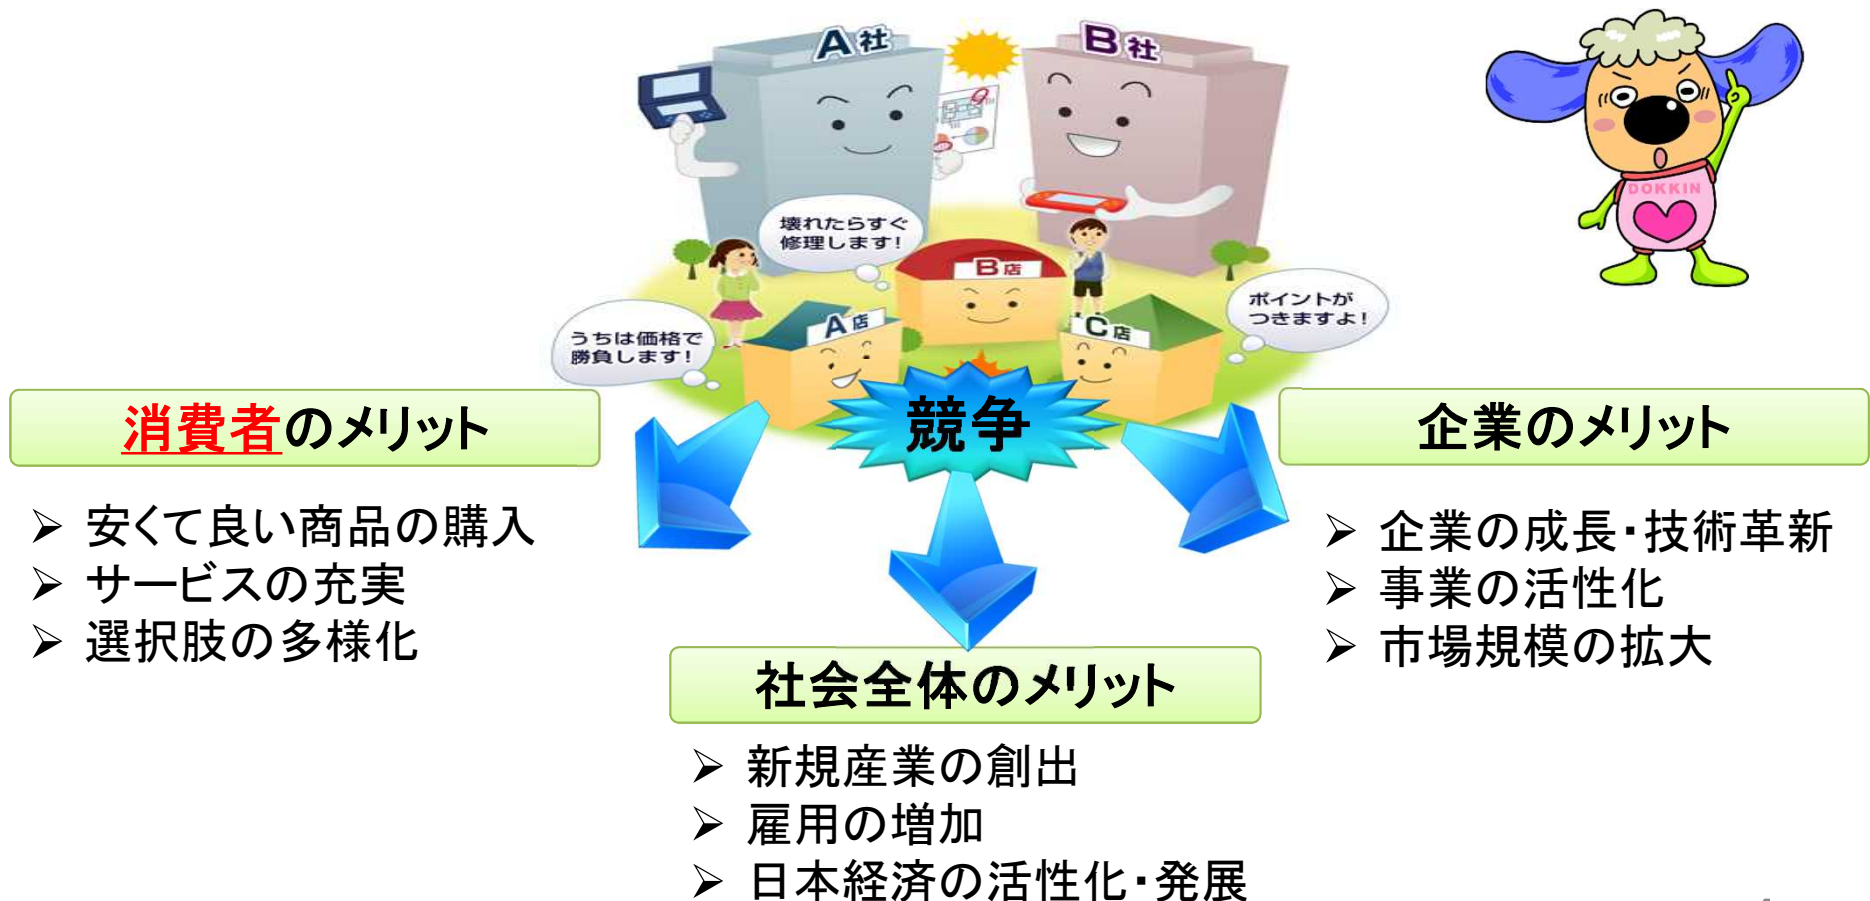 A社
B社
DOKKIN
壊れたらすぐ
修理します!
B店
ポイントが
つきますよ!
A店
C店
うちは価格で
勝負します!
競争
消費者のメリット
➢ 安くて良い商品の購入
➢ サービスの充実
➢ 選択肢の多様化
企業のメリット
➢ 企業の成長・技術革新
➢ 事業の活性化
➢ 市場規模の拡大
社会全体のメリット
➢ 新規産業の創出
➢ 雇用の増加
➢ 日本経済の活性化・発展